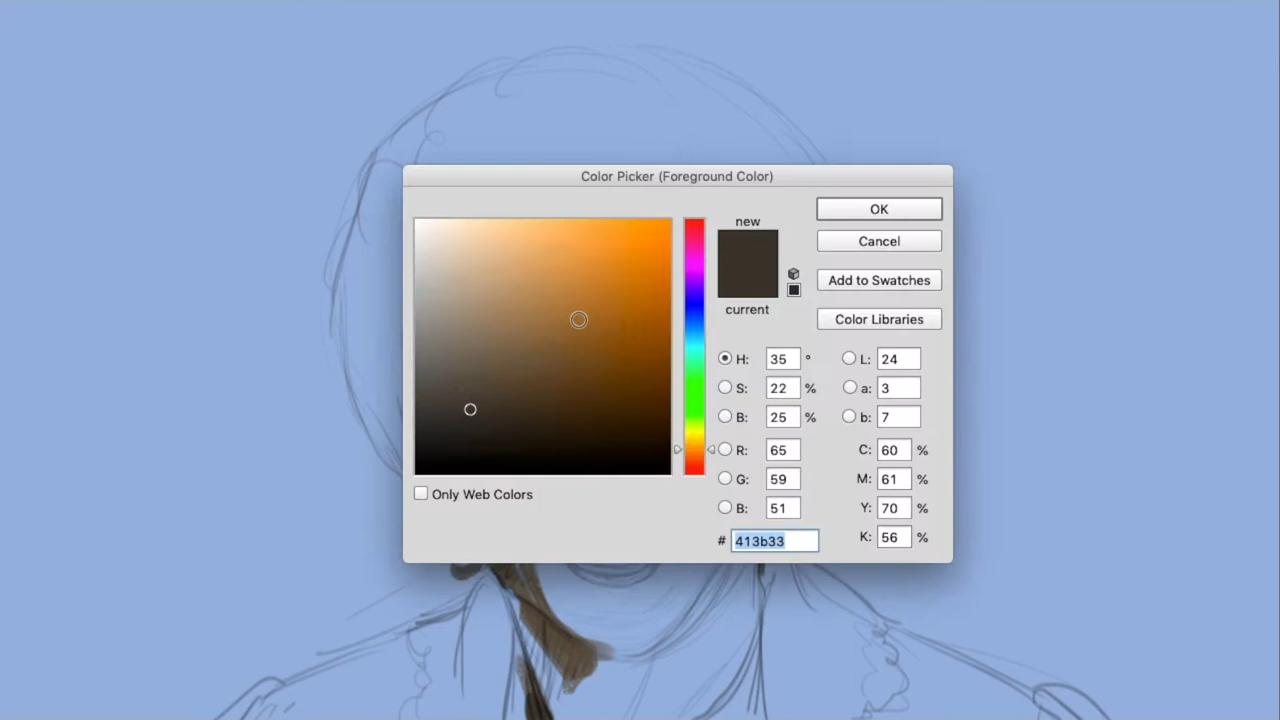 Color Picker (Foreground Color)
new
current
OK
Cancel
Add to Swatches
Color Libraries
H: 35 °
S: 22 %
B: 25 %
R: 65
G: 59
B: 51
# 413b33
L: 24
a: 3
b: 7
C: 60 %
M: 61 %
Y: 70 %
K: 56 %
Only Web Colors